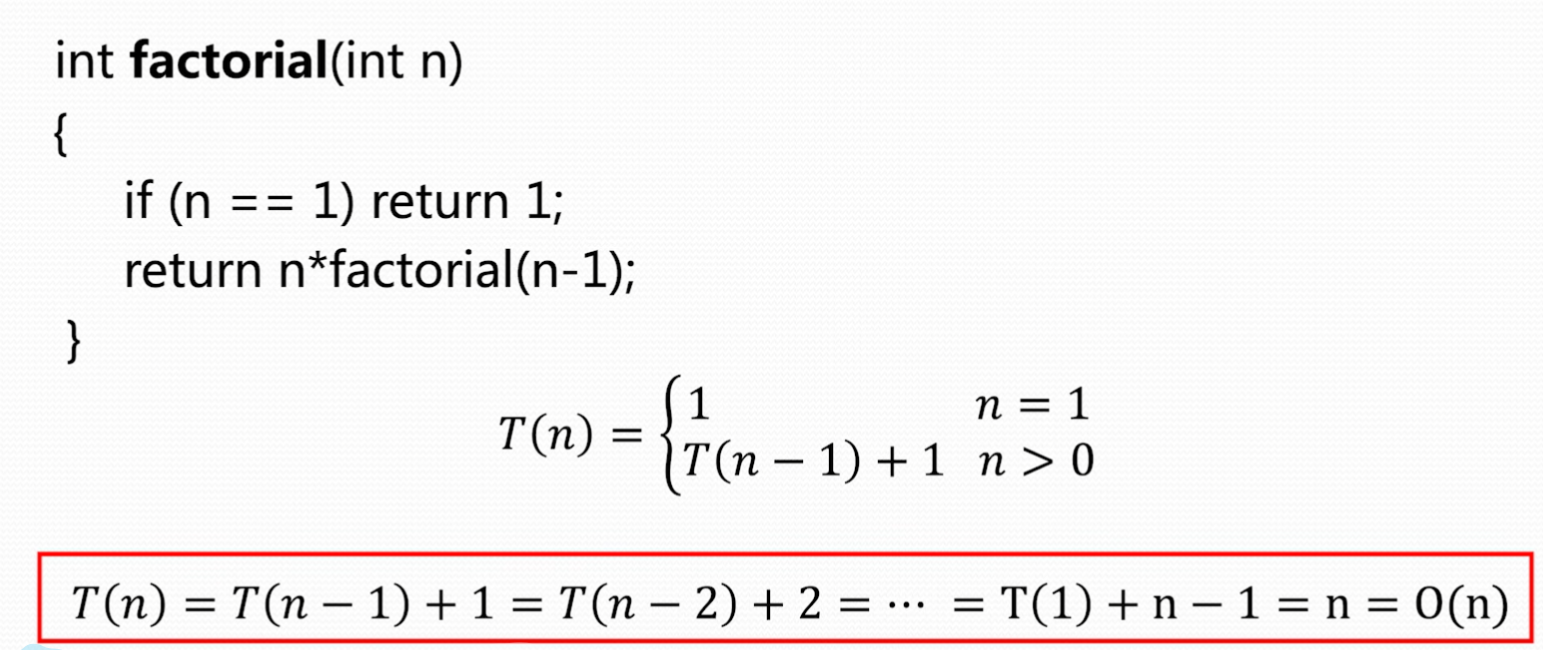 int factorial(int n)
{
if (n == 1) return 1;
return n*factorial(n-1);
}
T(n) = {1 n = 1
T(n − 1) + 1 n > 0
T(n) = T(n − 1) + 1 = T(n − 2) + 2 = ⋯ = T(1) + n − 1 = n = O(n)